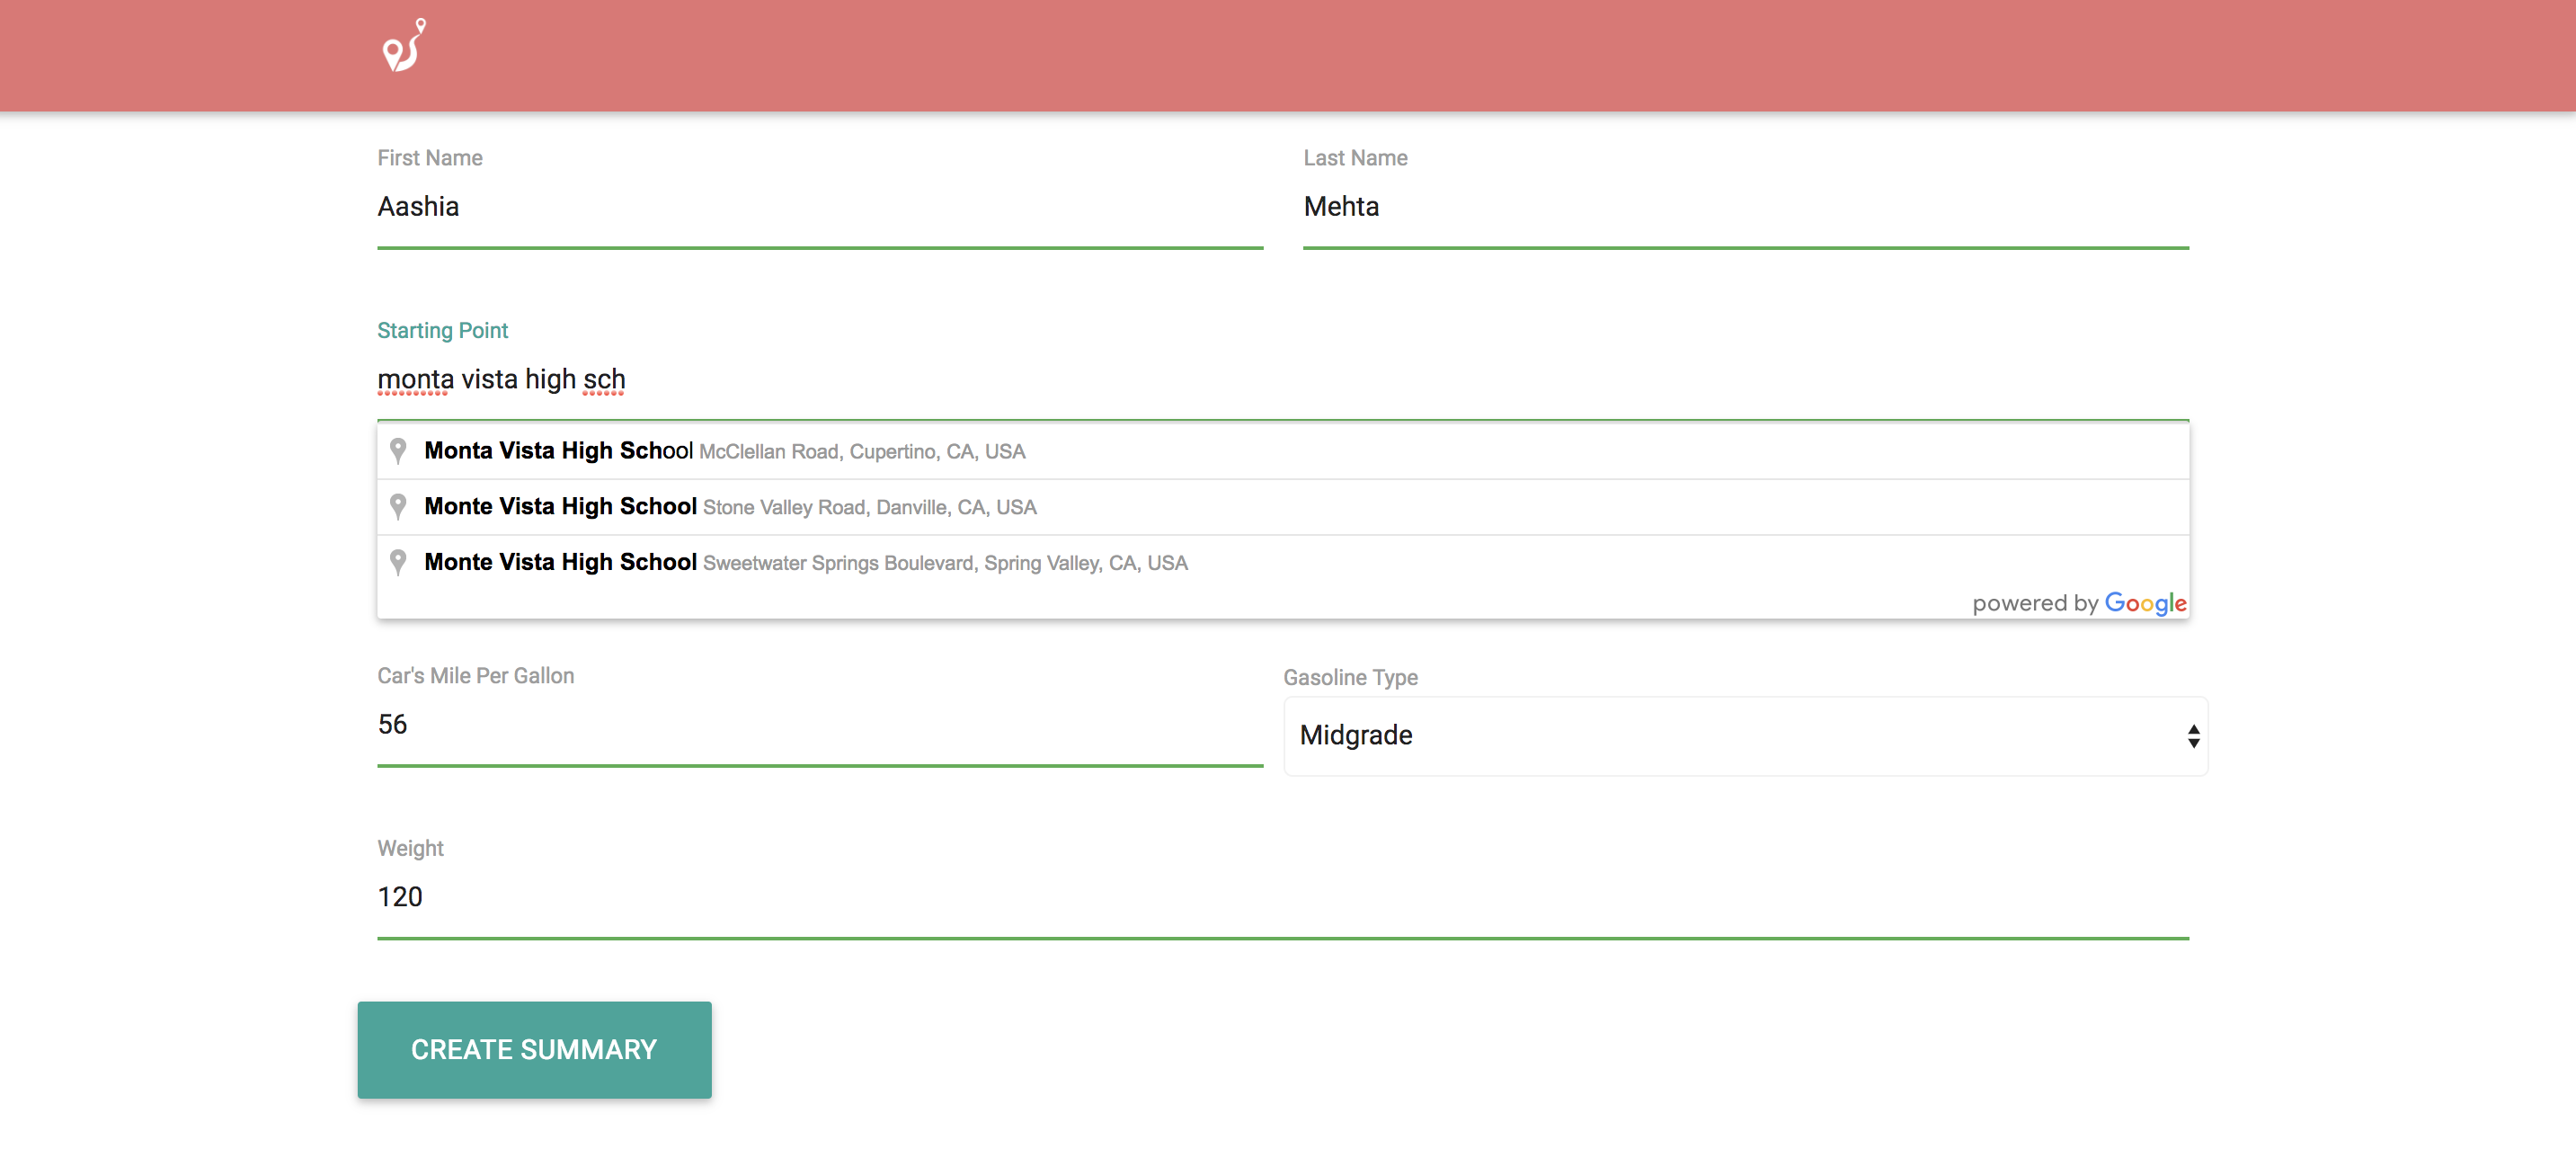 First Name Last Name
Aashia Mehta
Starting Point
monta vista high sch
Monta Vista High School McClellan Road, Cupertino, CA, USA
Monte Vista High School Stone Valley Road, Danville, CA, USA
Monte Vista High School Sweetwater Springs Boulevard, Spring Valley, CA, USA
powered by Google
Car's Mile Per Gallon Gasoline Type
56 Midgrade
Weight
120
CREATE SUMMARY